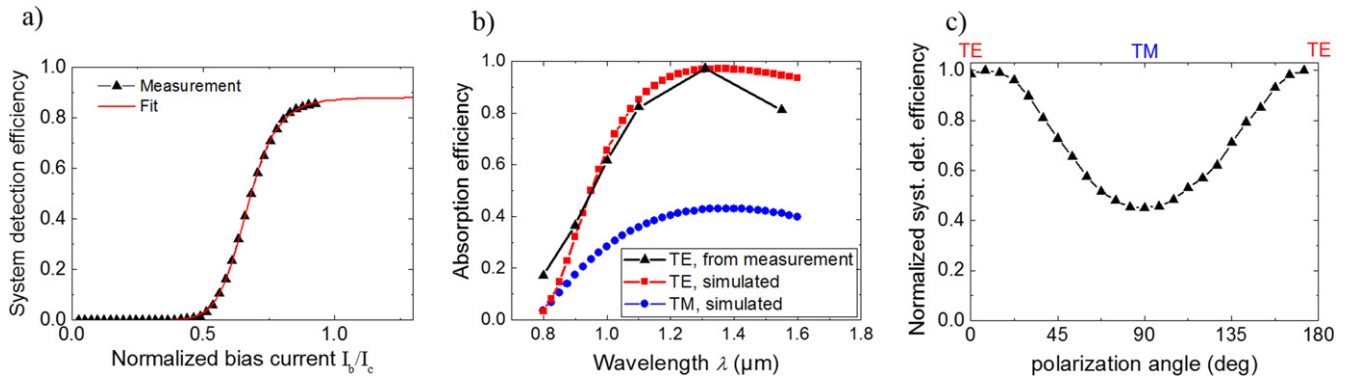 a)
System detection efficiency
1.0
0.8
0.6
0.4
0.2
0.0
Measurement
Fit
0.0 0.5 1.0
Normalized bias current I_b/I_c
b)
Absorption efficiency
1.0
0.8
0.6
0.4
0.2
0.0
TE, from measurement
TE, simulated
TM, simulated
0.8 1.0 1.2 1.4 1.6 1.8
Wavelength λ (µm)
c)
TE TM TE
Normalized syst. det. efficiency
1.0
0.8
0.6
0.4
0.2
0.0
0 45 90 135 180
polarization angle (deg)